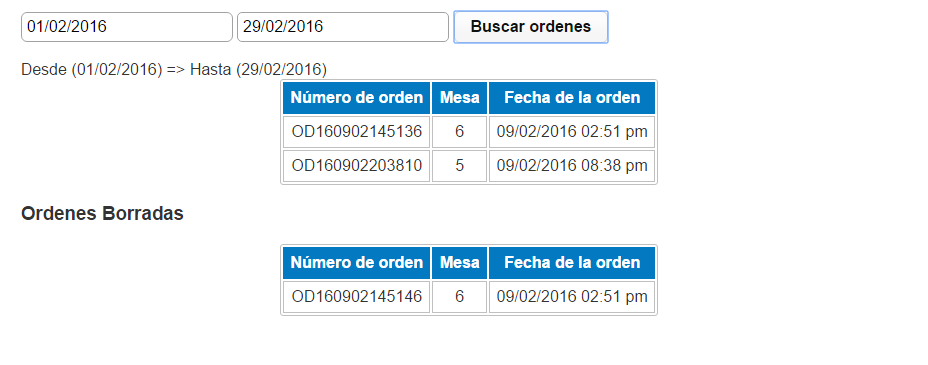 01/02/2016 29/02/2016 Buscar ordenes
Desde (01/02/2016) => Hasta (29/02/2016)
Número de orden Mesa Fecha de la orden
OD160902145136 6 09/02/2016 02:51 pm
OD160902203810 5 09/02/2016 08:38 pm
Ordenes Borradas
Número de orden Mesa Fecha de la orden
OD160902145146 6 09/02/2016 02:51 pm